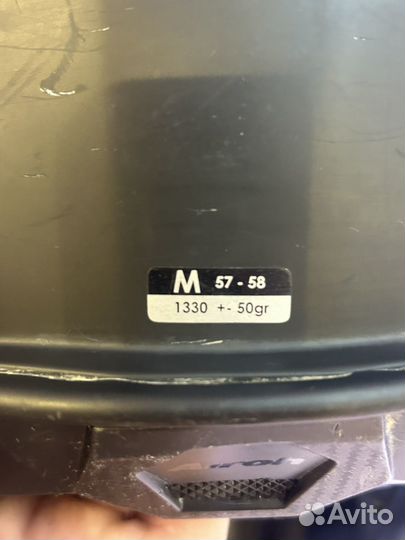 M 57 - 58
1330 +- 50gr
Airoh
Avito